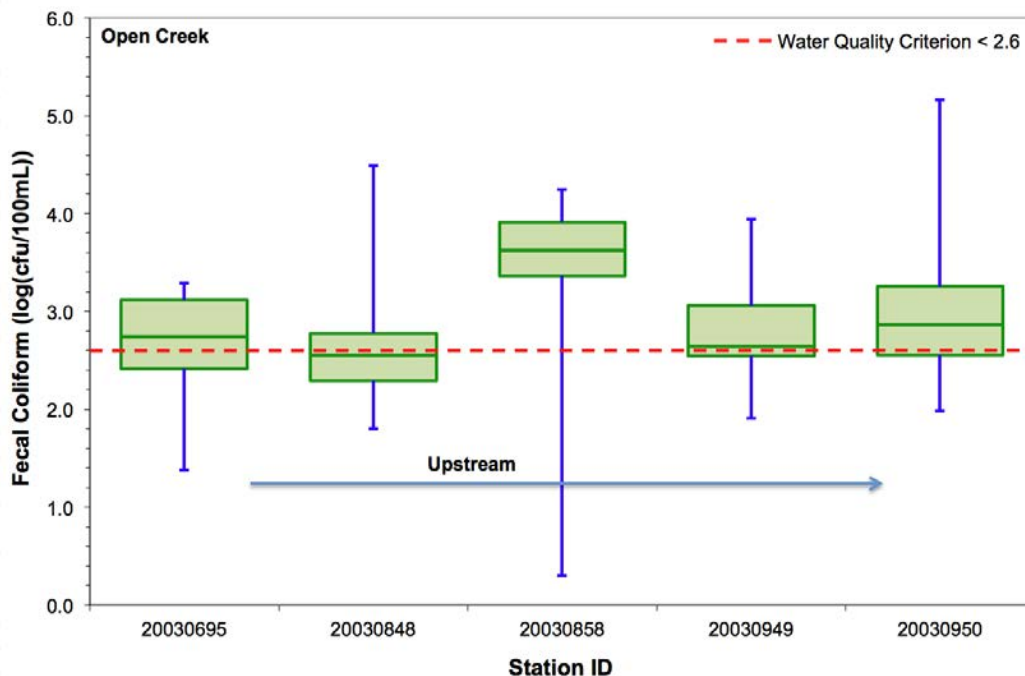 Open Creek
Water Quality Criterion < 2.6
Fecal Coliform (log(cfu/100mL))
6.0
5.0
4.0
3.0
2.0
1.0
0.0
Upstream
20030695 20030848 20030858 20030949 20030950
Station ID